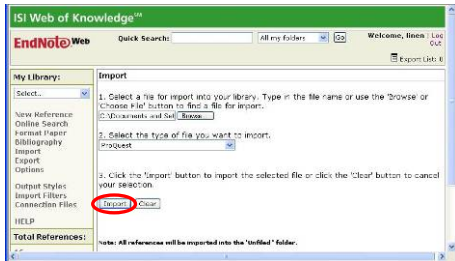 ISI Web of Knowledge℠
EndNote Web
Quick Search:
All my folders
Go
Welcome, linen | Log Out
Export List: 0
My Library:
Select..
New Reference
Online Search
Format Paper
Bibliography
Import
Export
Options
Output Styles
Import Filters
Connection Files
HELP
Total References:
Import
1. Select a file for import into your library. Type in the file name or use the 'Browse' or
'Choose File' button to find a file for import.
C:\Documents and Set Browse...
2. Select the type of file you want to import.
ProQuest
3. Click the 'Import' button to import the selected file or click the 'Clear' button to cancel
your selection.
Import Clear
Note: All references will be imported into the 'Unfiled' folder.